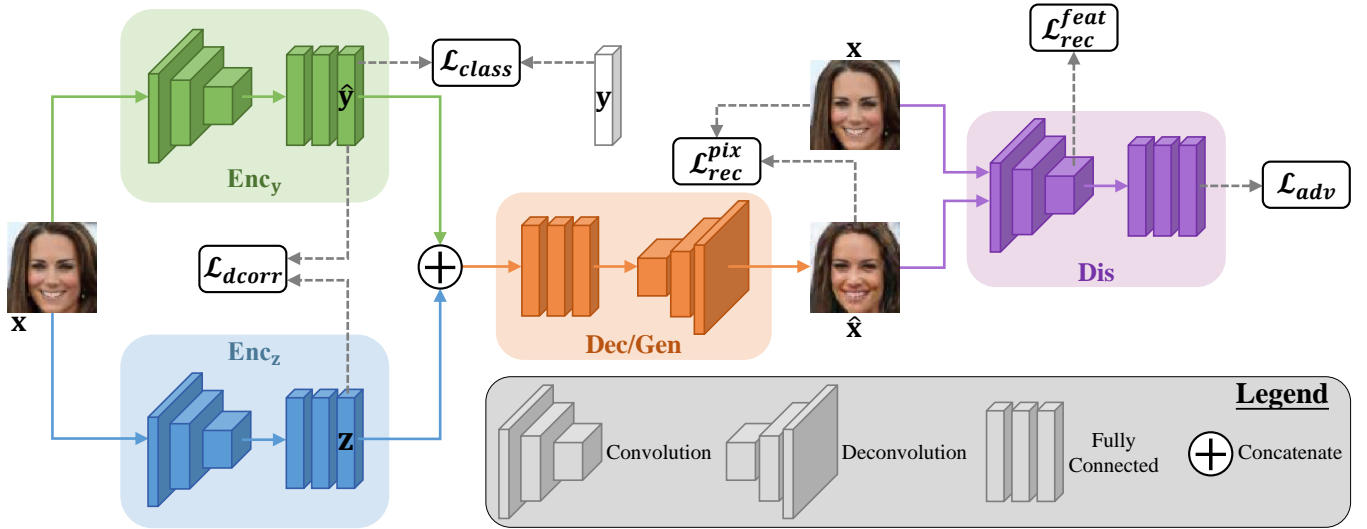 ŷ
Enc_y
ℒ_class
y
x
ℒ_rec^pix
ℒ_rec^feat
ℒ_adv
Dis
x
ℒ_dcorr
Enc_z
z
Dec/Gen
x̂
Legend
Convolution
Deconvolution
Fully
Connected
Concatenate